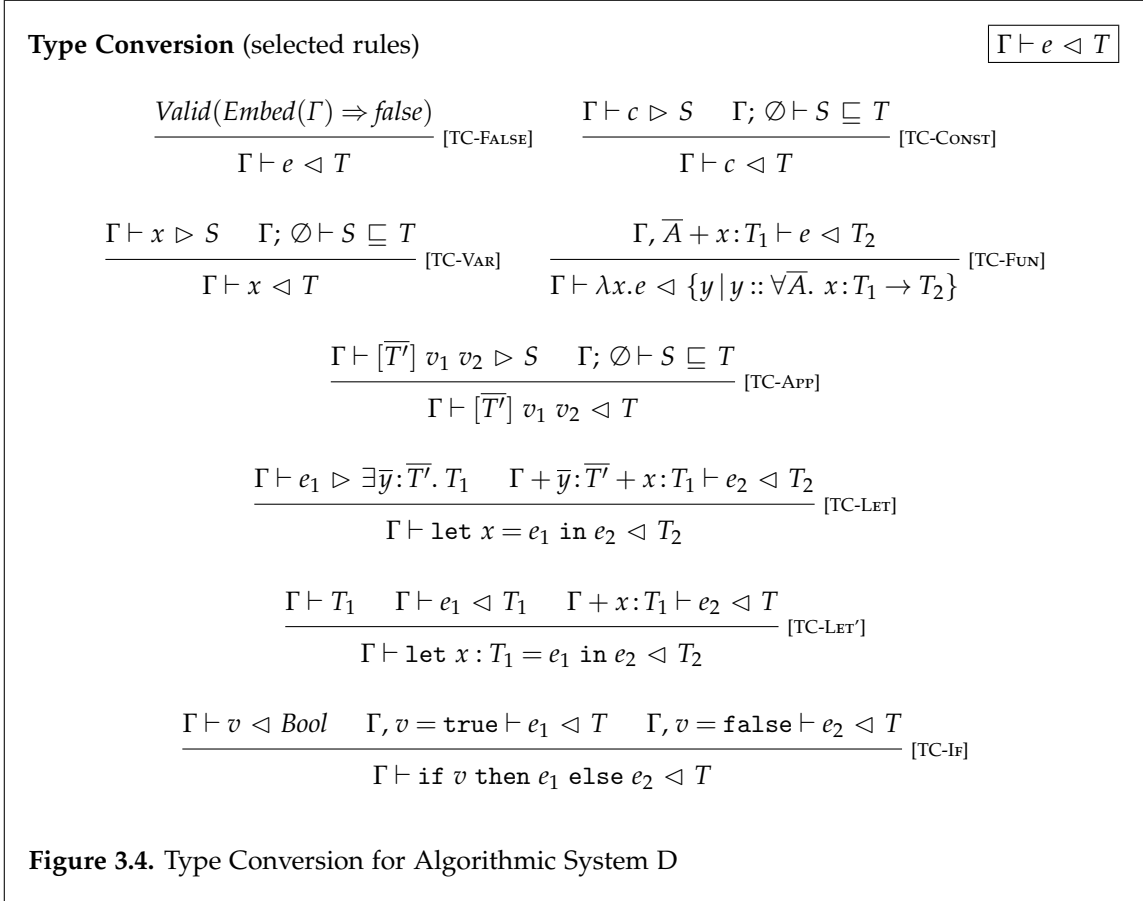 Type Conversion (selected rules) Γ ⊢ e ◁ T
Valid(Embed(Γ) ⇒ false) Γ ⊢ c ▷ S Γ; ∅ ⊢ S ⊑ T
[TC-False] [TC-Const]
Γ ⊢ e ◁ T Γ ⊢ c ◁ T
Γ ⊢ x ▷ S Γ; ∅ ⊢ S ⊑ T Γ, A̅ + x:T₁ ⊢ e ◁ T₂
[TC-Var] [TC-Fun]
Γ ⊢ x ◁ T Γ ⊢ λx.e ◁ {y | y :: ∀A̅. x:T₁ → T₂}
Γ ⊢ [T̅′] v₁ v₂ ▷ S Γ; ∅ ⊢ S ⊑ T
[TC-App]
Γ ⊢ [T̅′] v₁ v₂ ◁ T
Γ ⊢ e₁ ▷ ∃y̅:T̅′. T₁ Γ + y̅:T̅′ + x:T₁ ⊢ e₂ ◁ T₂
[TC-Let]
Γ ⊢ let x = e₁ in e₂ ◁ T₂
Γ ⊢ T₁ Γ ⊢ e₁ ◁ T₁ Γ + x:T₁ ⊢ e₂ ◁ T
[TC-Let′]
Γ ⊢ let x : T₁ = e₁ in e₂ ◁ T₂
Γ ⊢ v ◁ Bool Γ, v = true ⊢ e₁ ◁ T Γ, v = false ⊢ e₂ ◁ T
[TC-If]
Γ ⊢ if v then e₁ else e₂ ◁ T
Figure 3.4. Type Conversion for Algorithmic System D